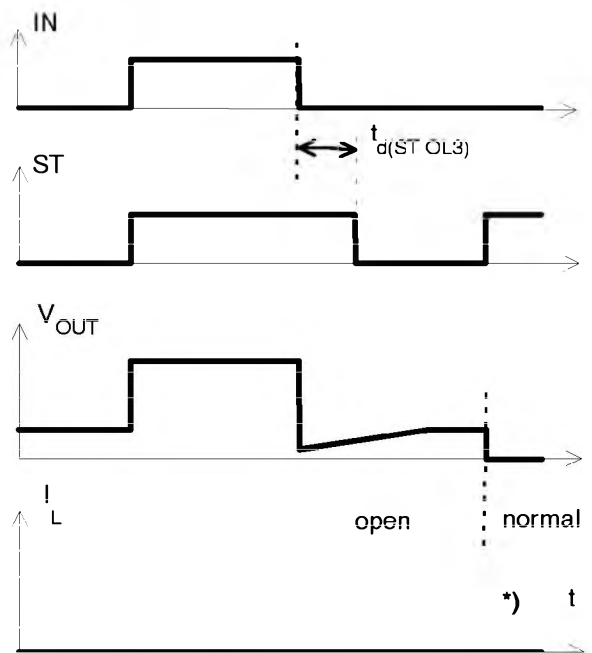 IN
t d(ST OL3)
ST
V OUT
I L
open normal
*) t